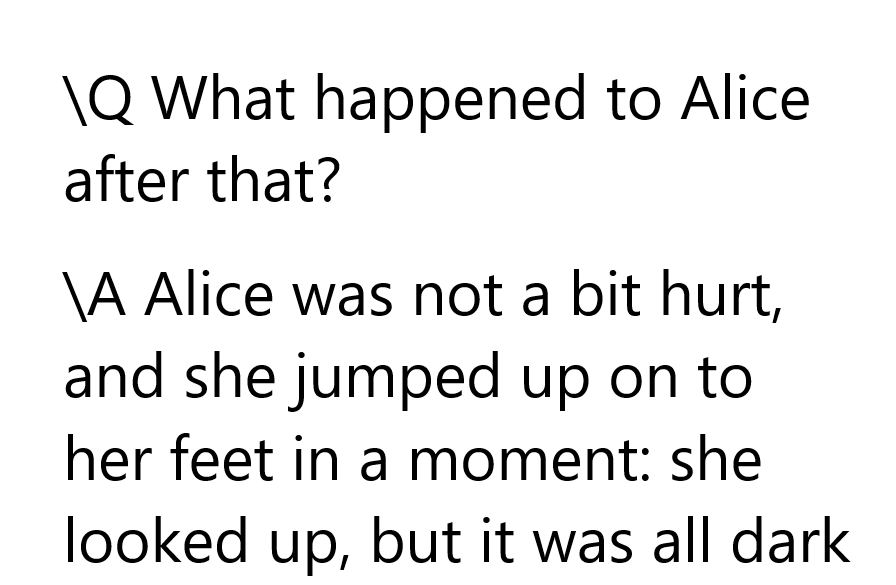 \Q What happened to Alice
after that?
\A Alice was not a bit hurt,
and she jumped up on to
her feet in a moment: she
looked up, but it was all dark